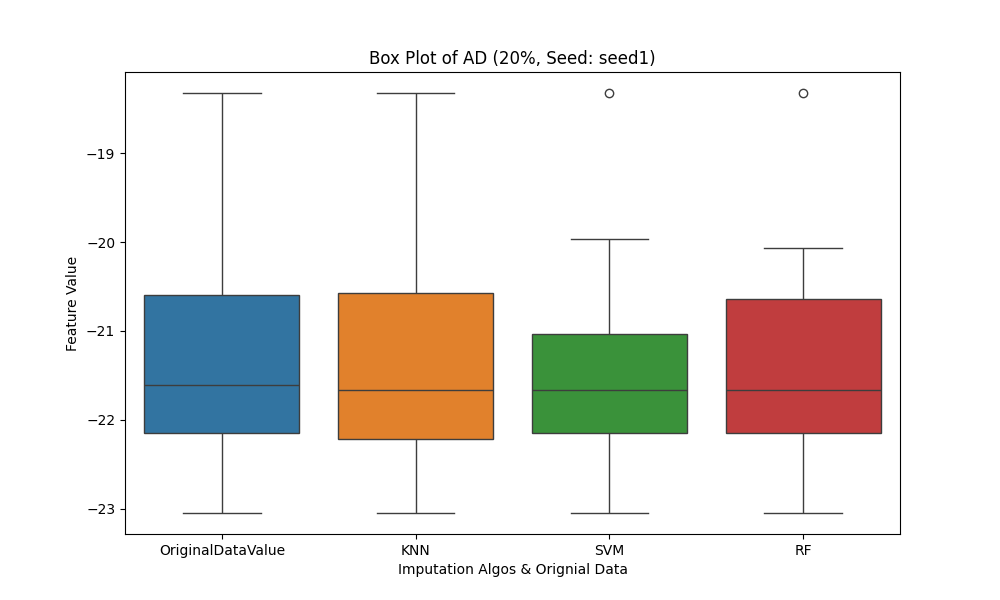 Box Plot of AD (20%, Seed: seed1)
Feature Value
−19
−20
−21
−22
−23
OriginalDataValue
KNN
SVM
RF
Imputation Algos & Orignial Data